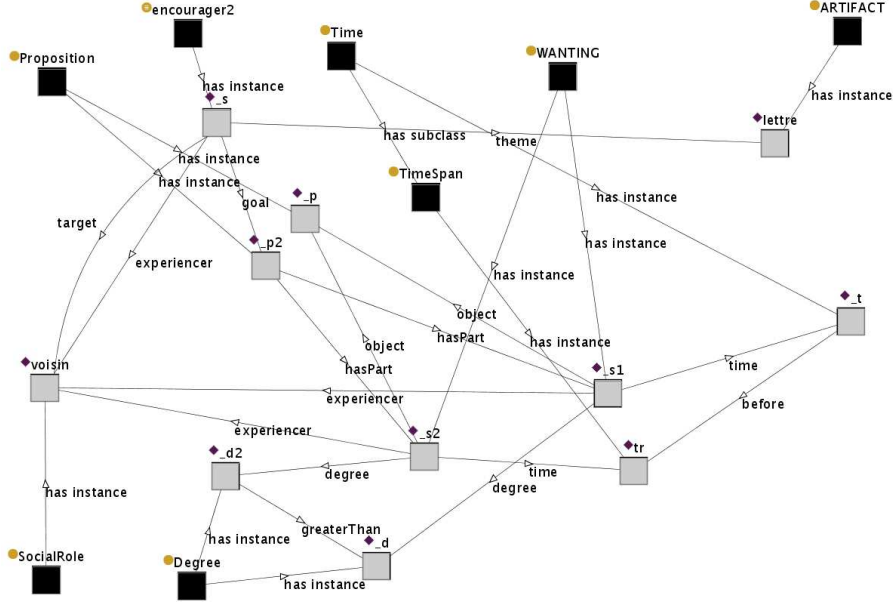 encourager2
ARTIFACT
Time
WANTING
Proposition
has instance
has instance
_s
lettre
has subclass
theme
has instance
TimeSpan
has instance
_p
goal
has instance
target
_p2
has instance
experiencer
has instance
_t
object
has instance
hasPart
object
voisin
hasPart
_s1
time
experiencer
before
experiencer
_s2
tr
_d2
degree
time
degree
has instance
greaterThan
has instance
_d
SocialRole
Degree
has instance